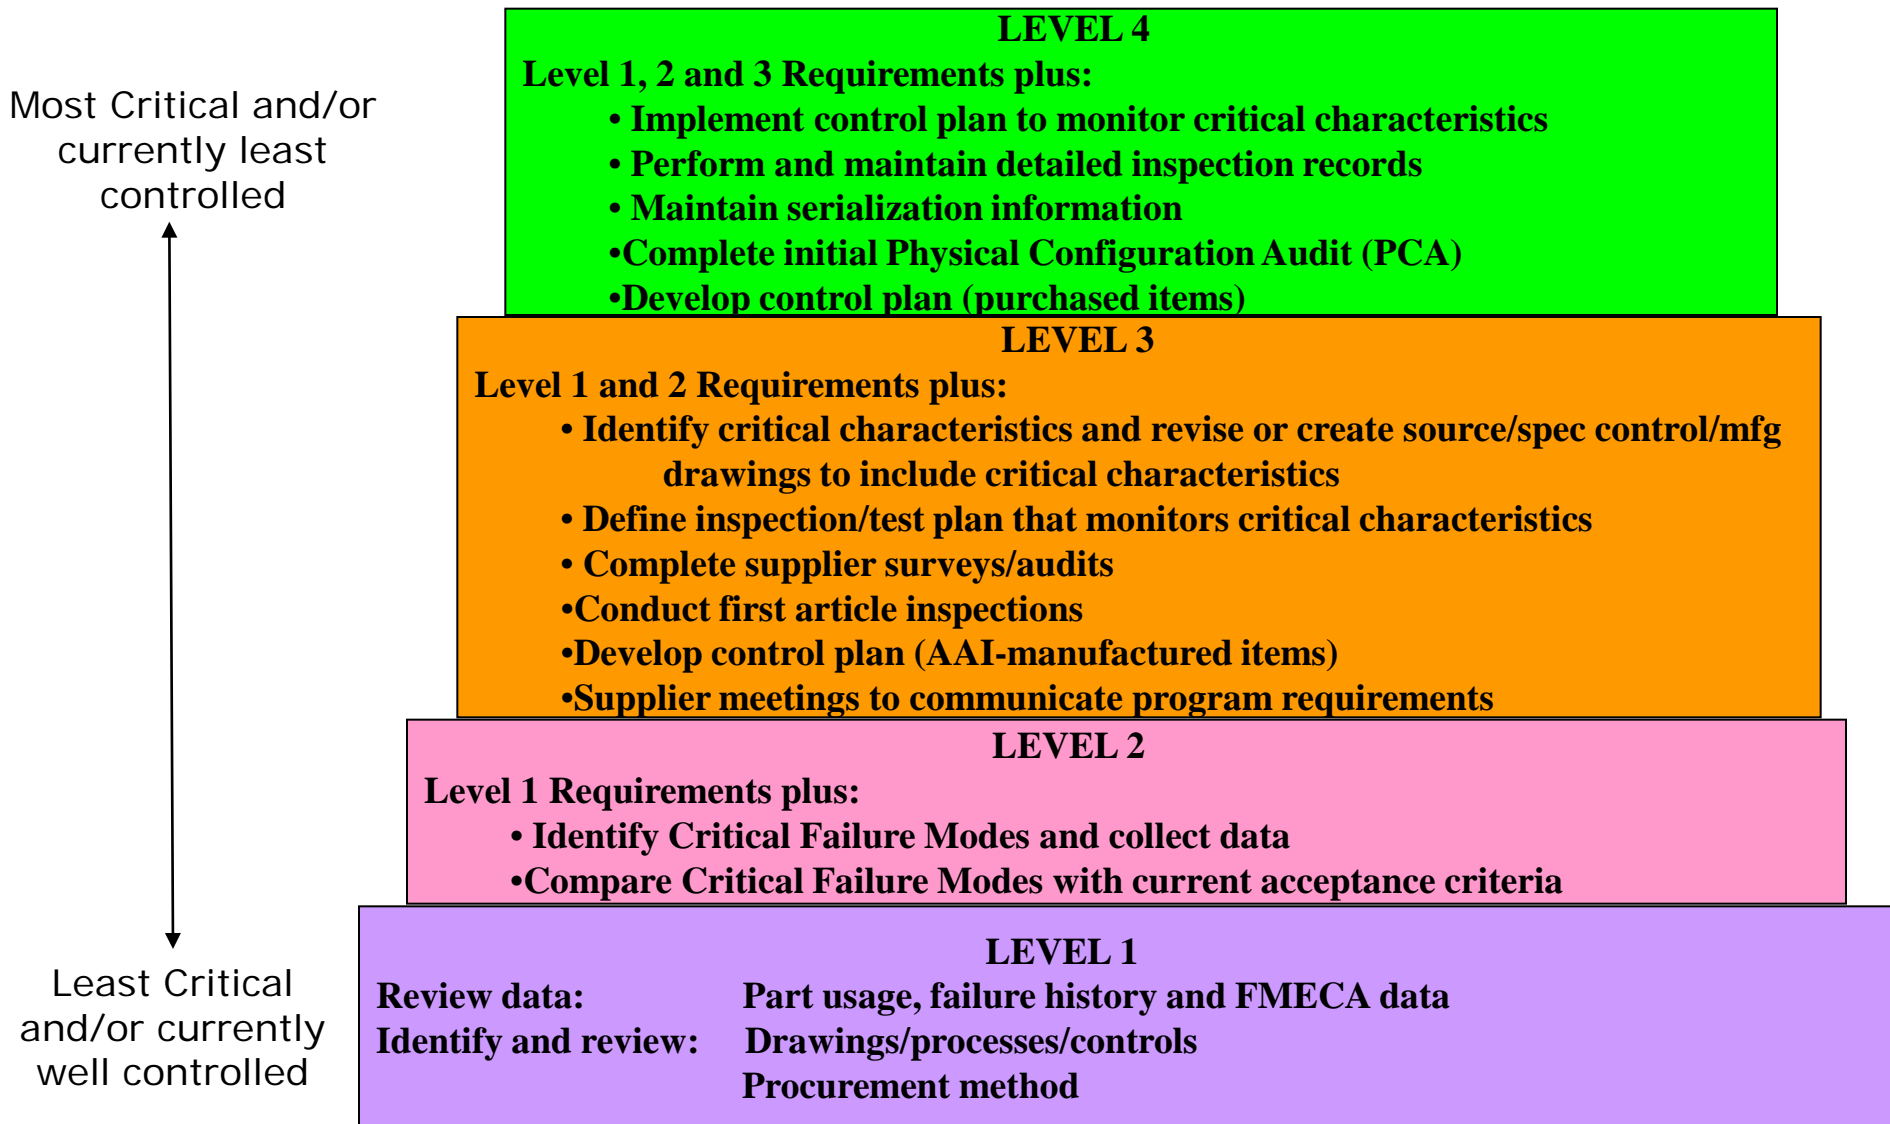 Most Critical and/or
currently least
controlled
Least Critical
and/or currently
well controlled
LEVEL 4
Level 1, 2 and 3 Requirements plus:
• Implement control plan to monitor critical characteristics
• Perform and maintain detailed inspection records
• Maintain serialization information
•Complete initial Physical Configuration Audit (PCA)
•Develop control plan (purchased items)
LEVEL 3
Level 1 and 2 Requirements plus:
• Identify critical characteristics and revise or create source/spec control/mfg
drawings to include critical characteristics
• Define inspection/test plan that monitors critical characteristics
• Complete supplier surveys/audits
•Conduct first article inspections
•Develop control plan (AAI-manufactured items)
•Supplier meetings to communicate program requirements
LEVEL 2
Level 1 Requirements plus:
• Identify Critical Failure Modes and collect data
•Compare Critical Failure Modes with current acceptance criteria
LEVEL 1
Review data: Part usage, failure history and FMECA data
Identify and review: Drawings/processes/controls
Procurement method